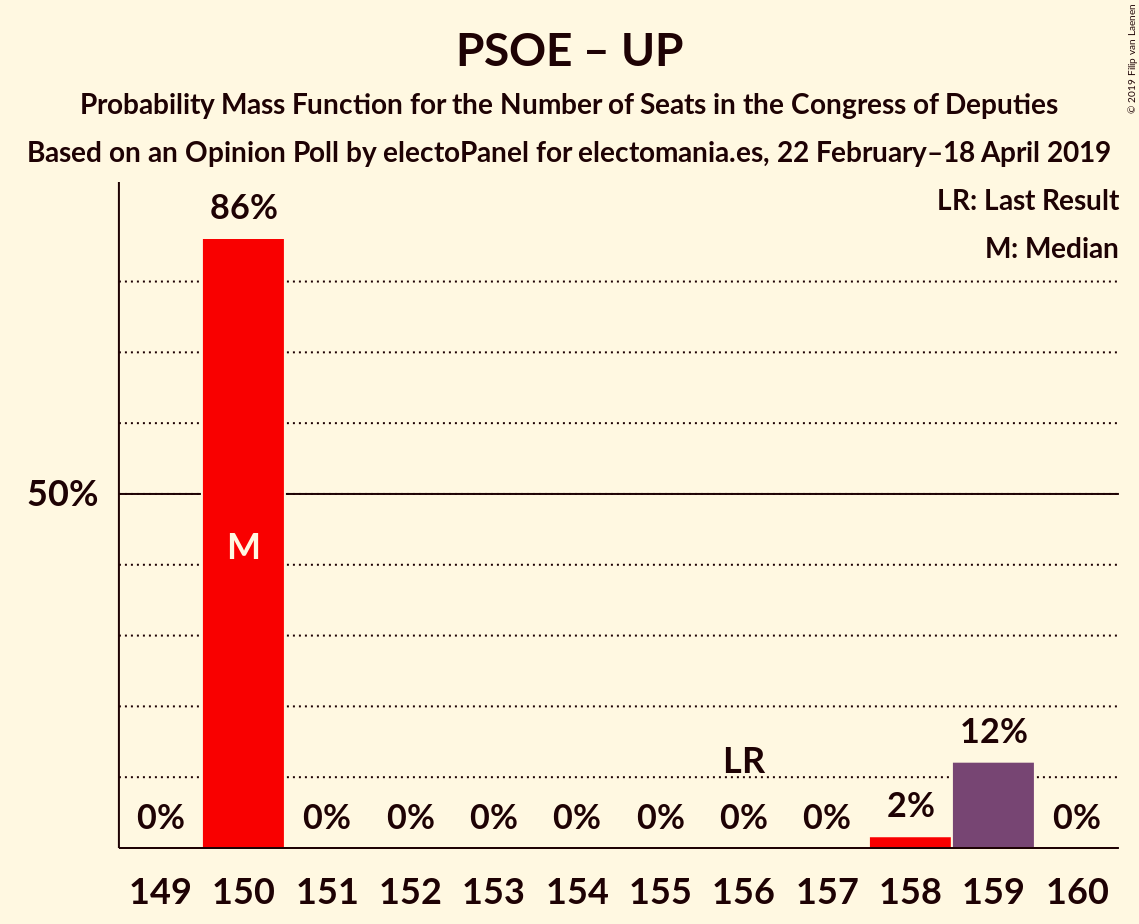 PSOE – UP
Probability Mass Function for the Number of Seats in the Congress of Deputies
Based on an Opinion Poll by electoPanel for electomania.es, 22 February–18 April 2019
© 2019 Filip van Laenen
LR: Last Result
M: Median
86%
50%
M
12%
LR
2%
0% 0% 0% 0% 0% 0% 0% 0% 0%
149 150 151 152 153 154 155 156 157 158 159 160